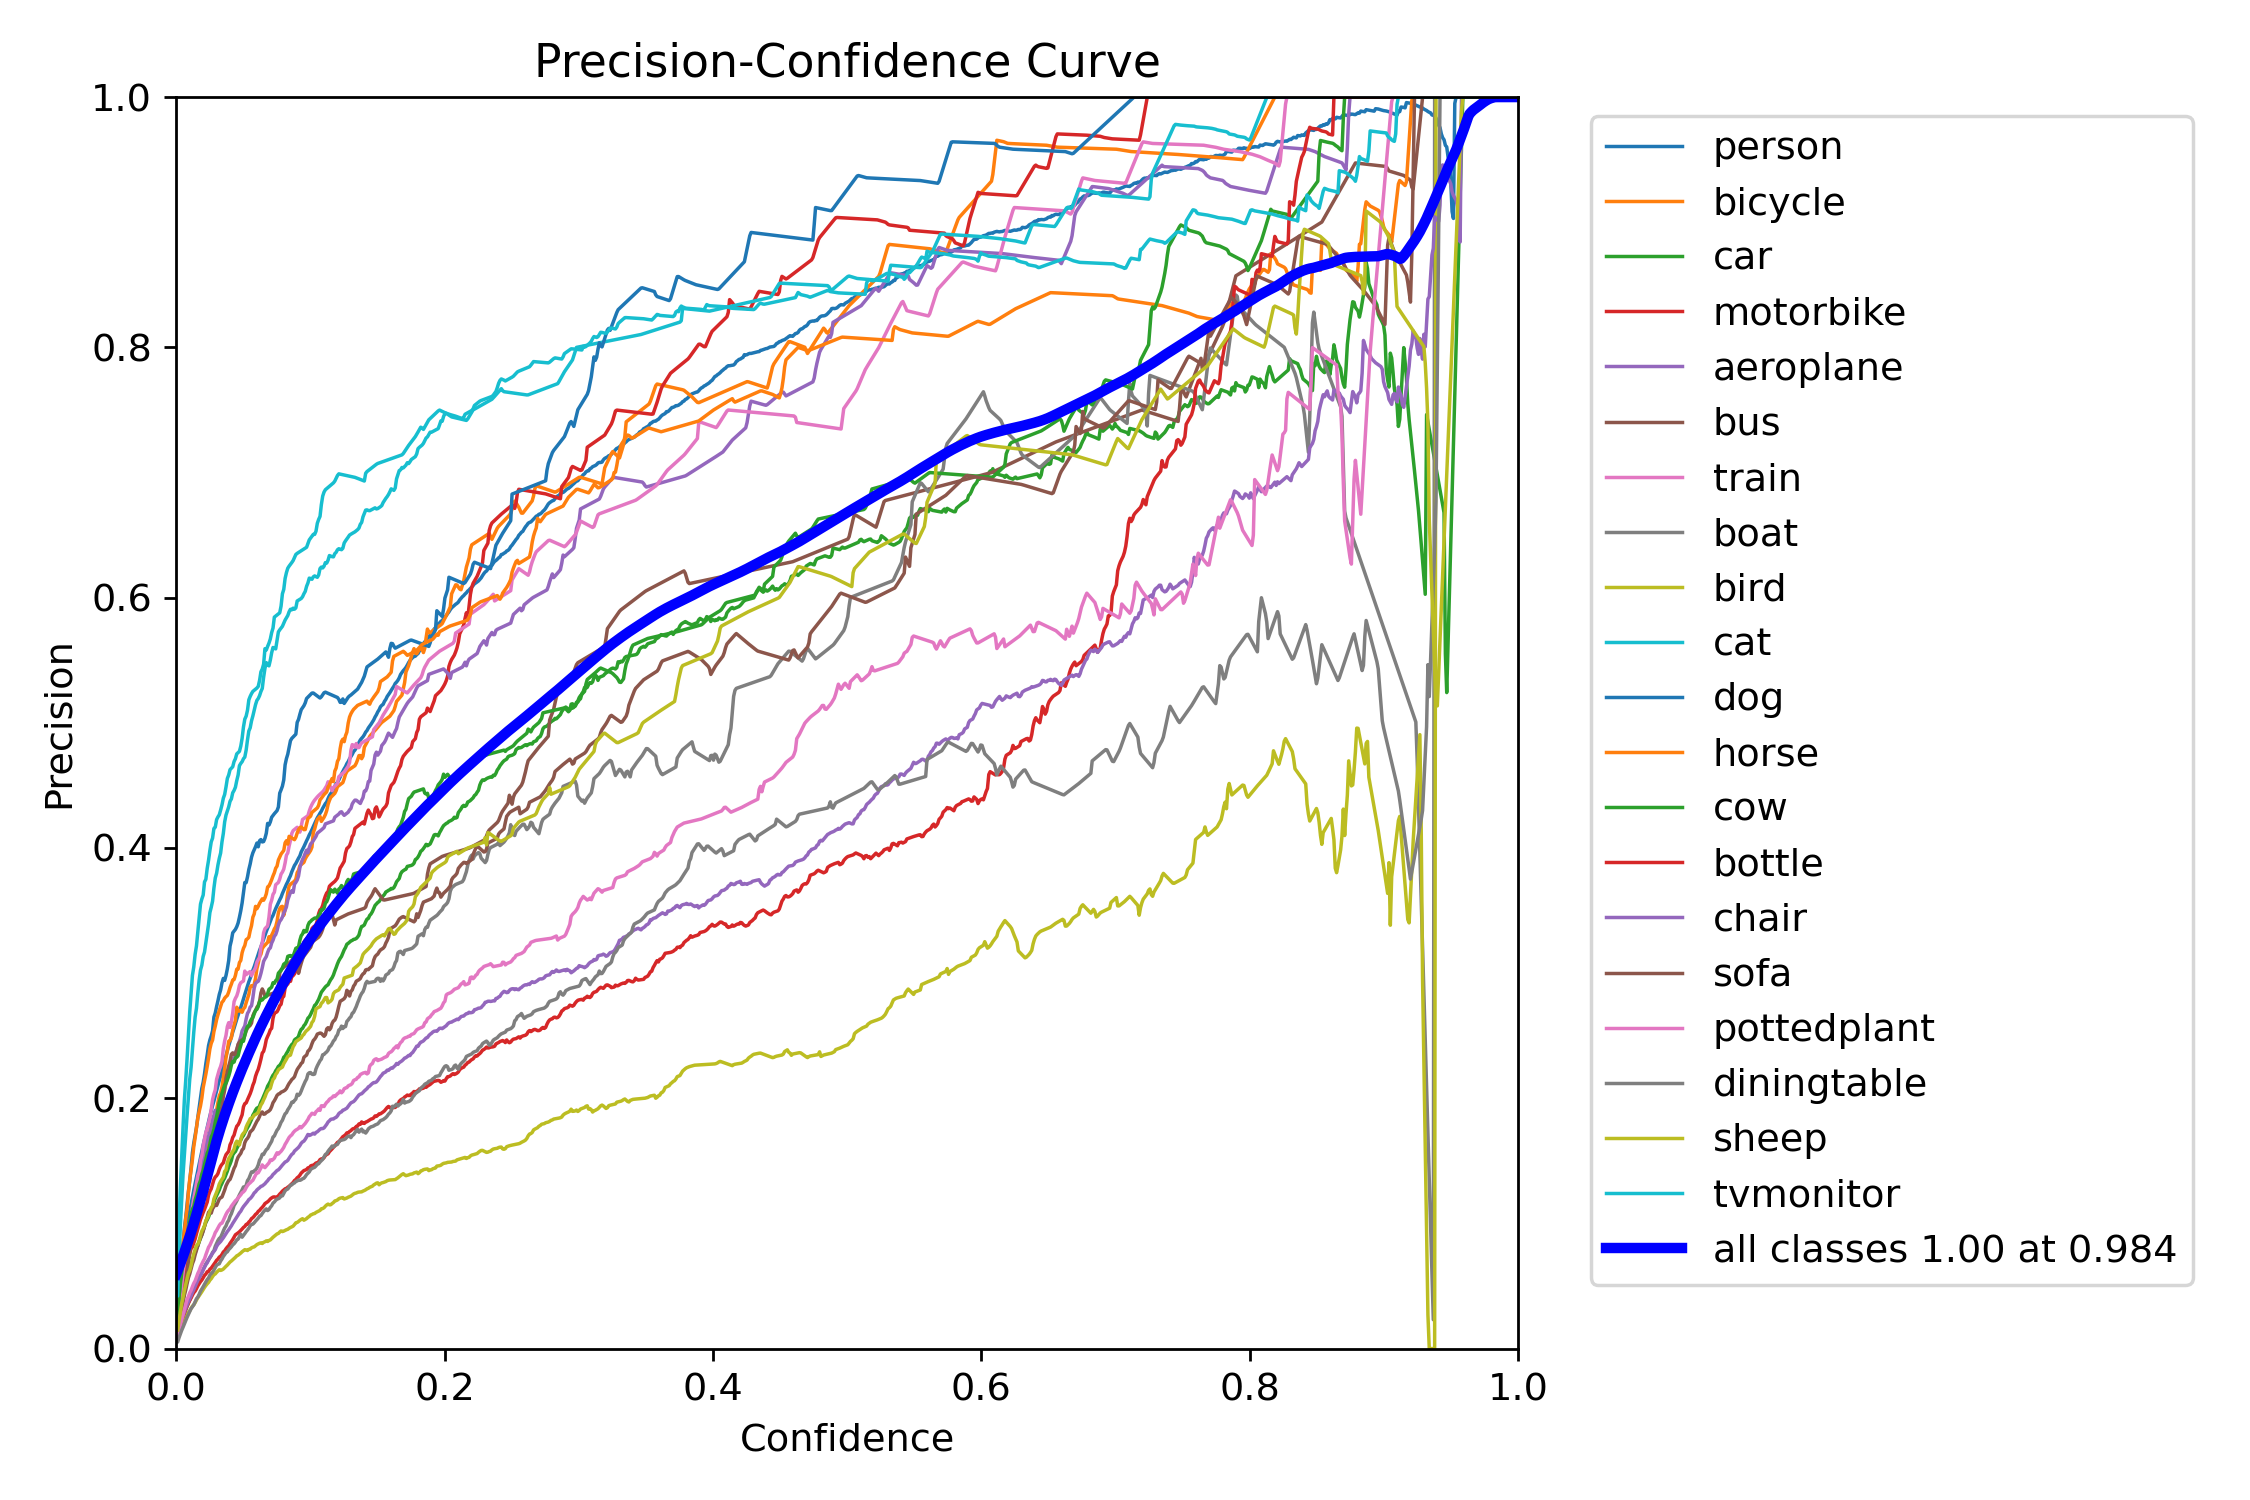 Precision-Confidence Curve
1.0
0.8
0.6
0.4
0.2
0.0
Precision
0.0 0.2 0.4 0.6 0.8 1.0
Confidence
person
bicycle
car
motorbike
aeroplane
bus
train
boat
bird
cat
dog
horse
cow
bottle
chair
sofa
pottedplant
diningtable
sheep
tvmonitor
all classes 1.00 at 0.984